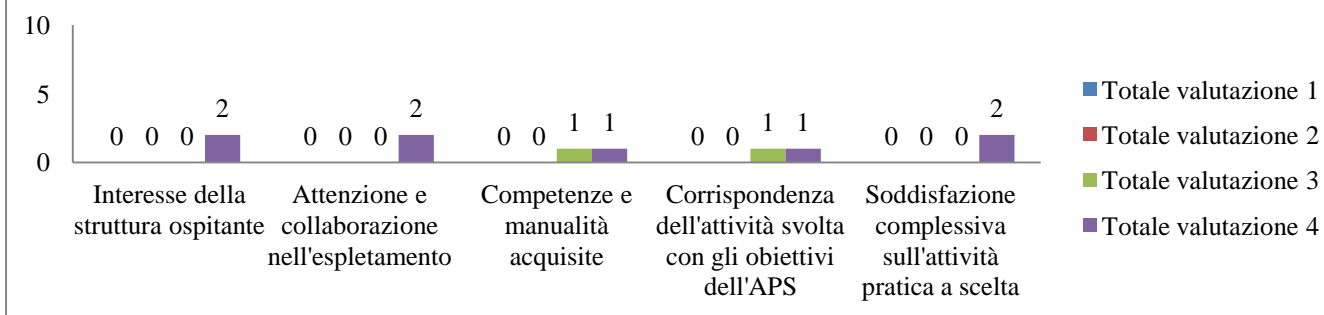 10
5
0
0 0 0 2
0 0 0 2
0 0 1 1
0 0 1 1
0 0 0 2
Interesse della
struttura ospitante
Attenzione e
collaborazione
nell'espletamento
Competenze e
manualità
acquisite
Corrispondenza
dell'attività svolta
con gli obiettivi
dell'APS
Soddisfazione
complessiva
sull'attività
pratica a scelta
Totale valutazione 1
Totale valutazione 2
Totale valutazione 3
Totale valutazione 4